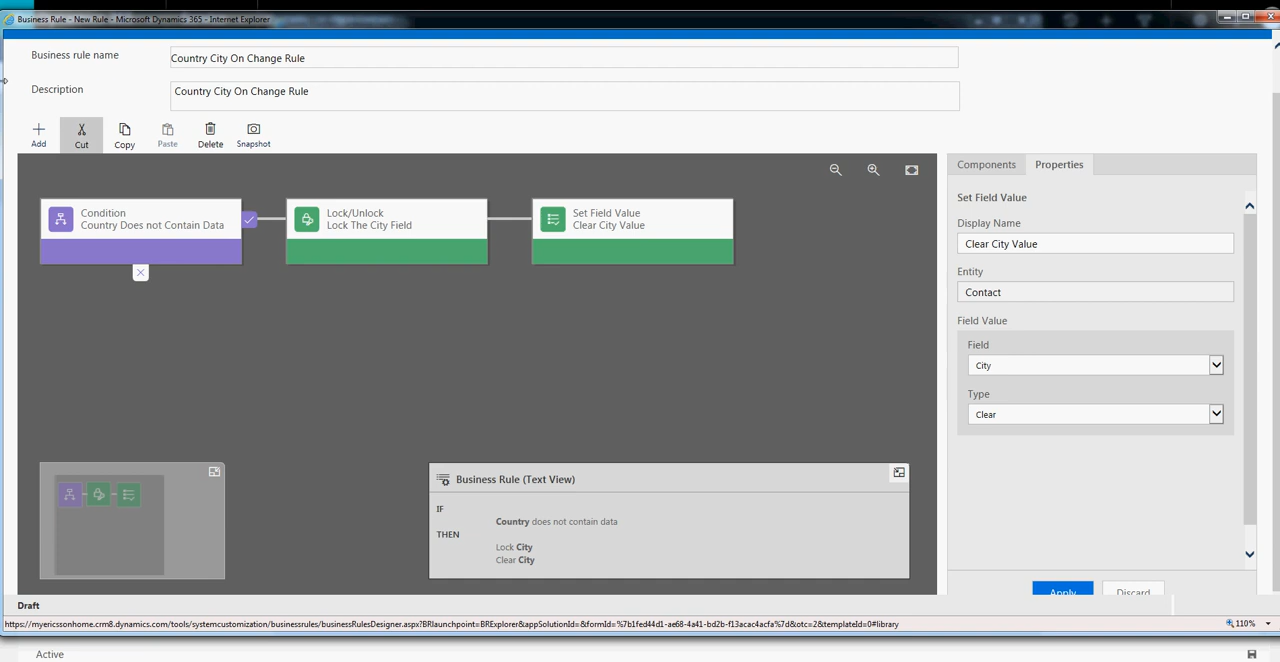 Business Rule - New Rule - Microsoft Dynamics 365 - Internet Explorer
Business rule name
Country City On Change Rule
Description
Country City On Change Rule
Add
Cut
Copy
Paste
Delete
Snapshot
Condition
Country Does not Contain Data
Lock/Unlock
Lock The City Field
Set Field Value
Clear City Value
Components
Properties
Set Field Value
Display Name
Clear City Value
Entity
Contact
Field Value
Field
City
Type
Clear
Business Rule (Text View)
IF
Country does not contain data
THEN
Lock City
Clear City
Apply
Discard
Draft
https://myericssonhome.crm8.dynamics.com/tools/systemcustomization/businessrules/businessRulesDesigner.aspx?BRlaunchpoint=BRExplorer&appSolutionId=&formId=%7b1fed44d1-ae68-4a41-bd2b-f13acac4acfa%7d&otc=2&templateId=0#library
110%
Active